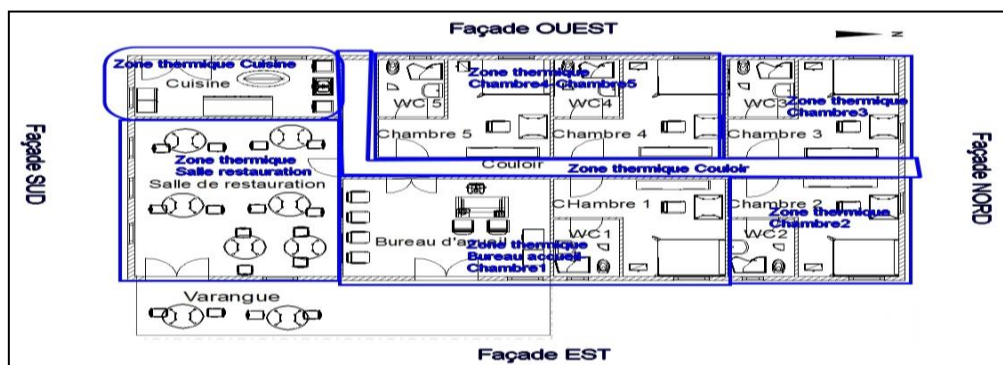 Façade OUEST
N
Zone thermique Cuisine
Cuisine
Zone thermique
Chambre4-Chambre5
Zone thermique
Chambre3
WC 5
WC4
WC3
Chambre 5
Chambre 4
Chambre 3
Façade SUD
Façade NORD
Couloir
Zone thermique Couloir
Zone thermique
Salle restauration
Salle de restauration
CHambre 1
Chambre 2
Zone thermique
Chambre2
Bureau d'accueil
Zone thermique
Bureau accueil-
Chambre1
WC1
WC2
Varangue
Façade EST